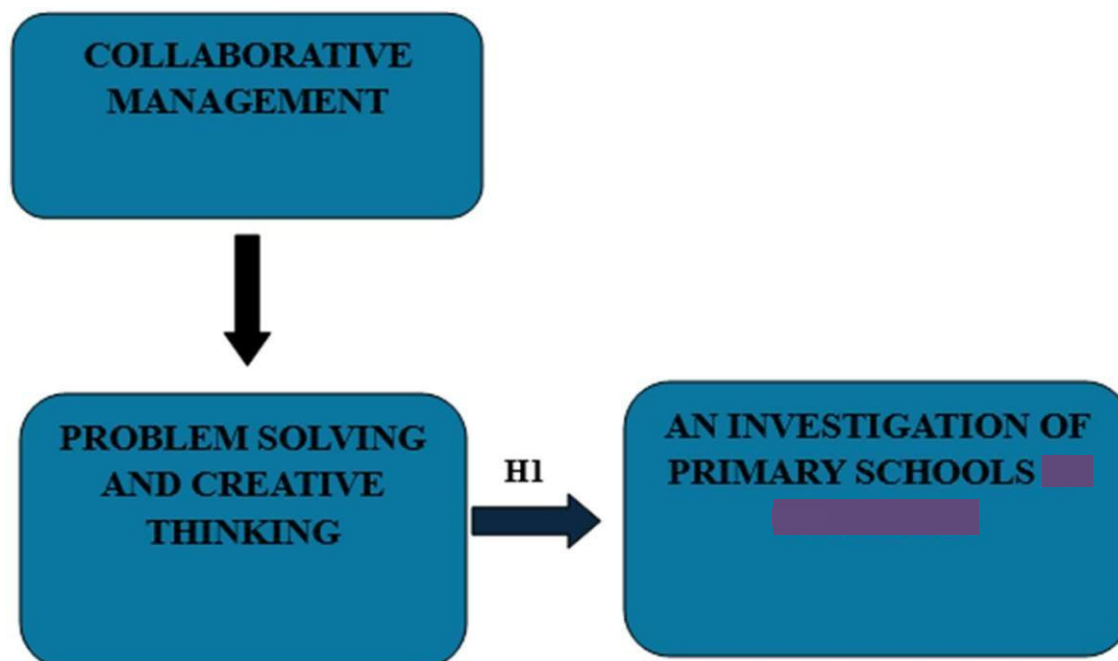 COLLABORATIVE
MANAGEMENT
PROBLEM SOLVING
AND CREATIVE
THINKING
H1
AN INVESTIGATION OF
PRIMARY SCHOOLS